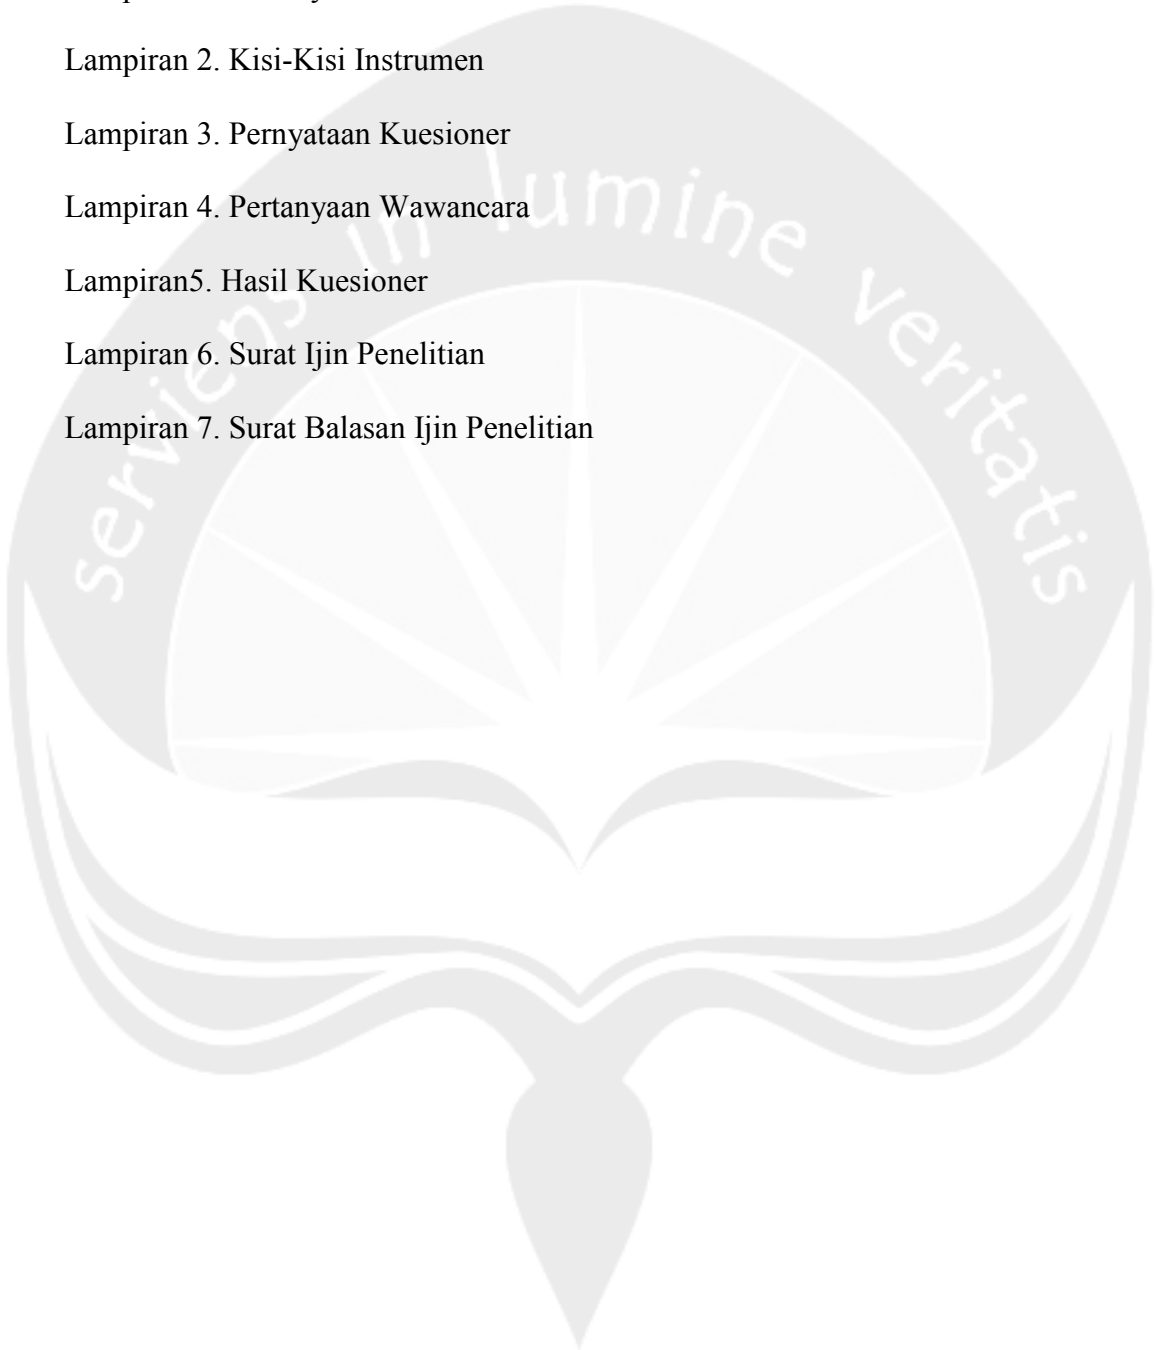 Lampiran 2. Kisi-Kisi Instrumen
Lampiran 3. Pernyataan Kuesioner
Lampiran 4. Pertanyaan Wawancara
Lampiran5. Hasil Kuesioner
Lampiran 6. Surat Ijin Penelitian
Lampiran 7. Surat Balasan Ijin Penelitian
serviens in lumine veritatis